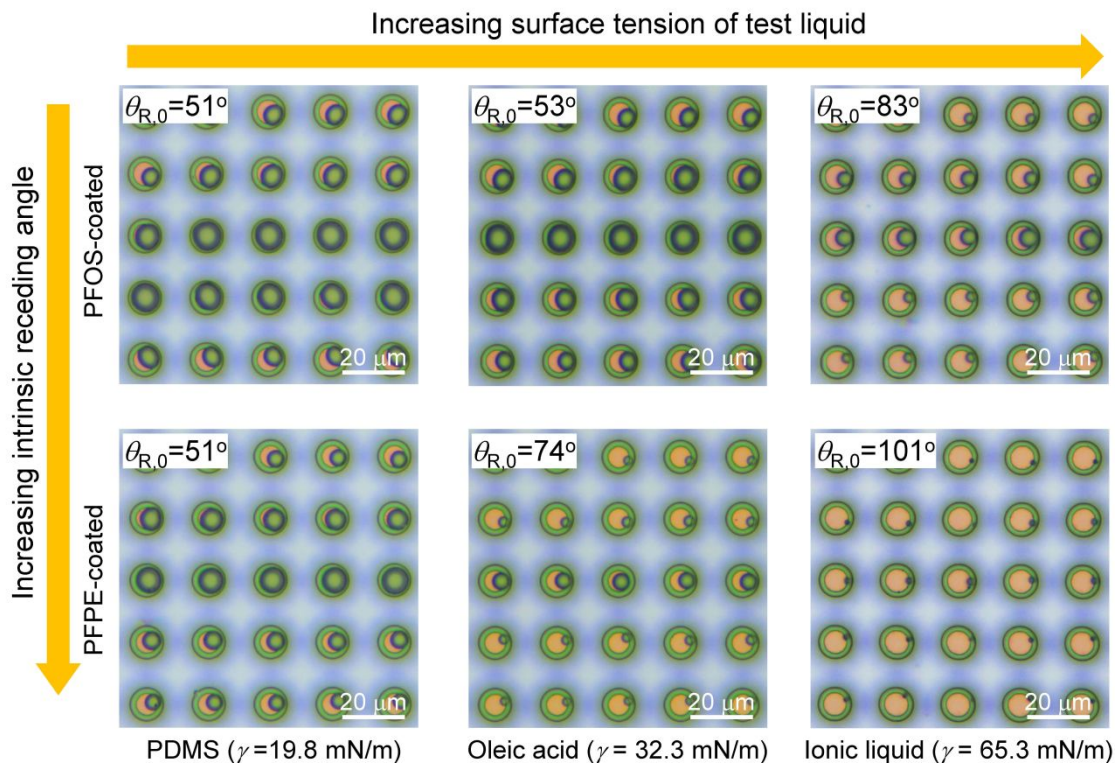 Increasing surface tension of test liquid
Increasing intrinsic receding angle
PFOS-coated
θR,0=51°
θR,0=53°
θR,0=83°
20 μm
20 μm
20 μm
PFPE-coated
θR,0=51°
θR,0=74°
θR,0=101°
20 μm
20 μm
20 μm
PDMS (γ =19.8 mN/m)
Oleic acid (γ = 32.3 mN/m)
Ionic liquid (γ = 65.3 mN/m)